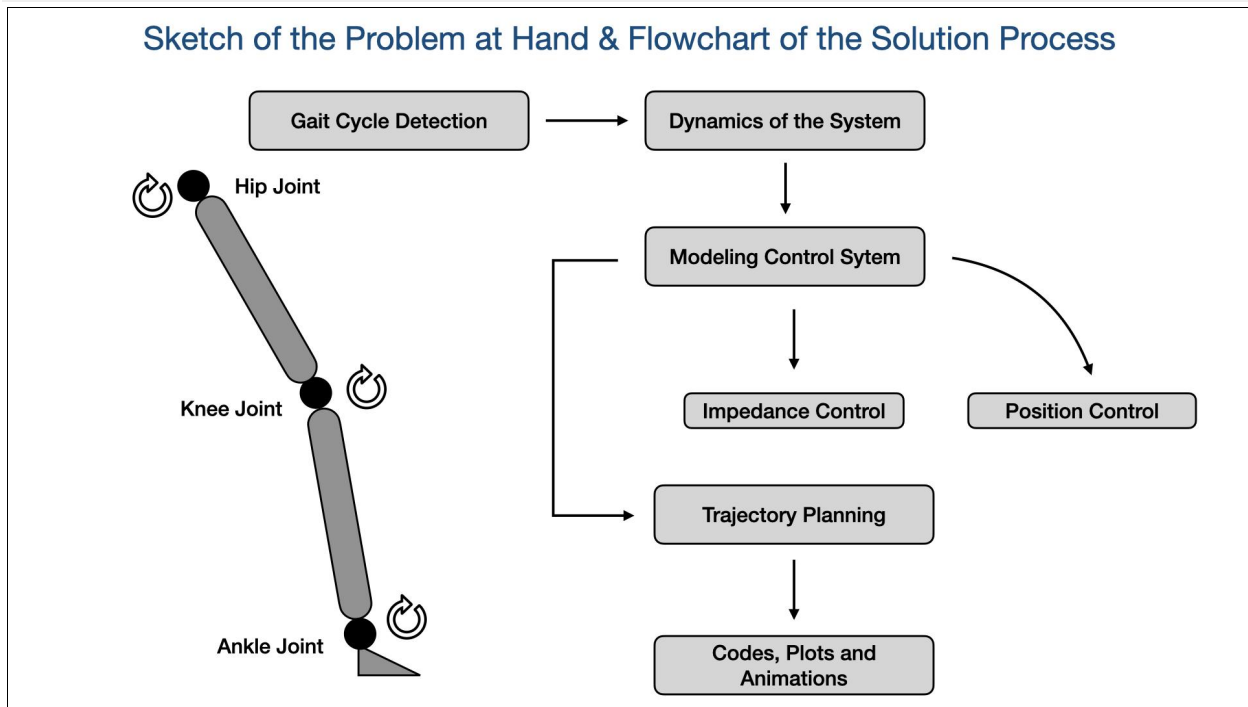 Sketch of the Problem at Hand & Flowchart of the Solution Process
Gait Cycle Detection
Dynamics of the System
Hip Joint
Modeling Control Sytem
Knee Joint
Impedance Control
Position Control
Trajectory Planning
Ankle Joint
Codes, Plots and
Animations